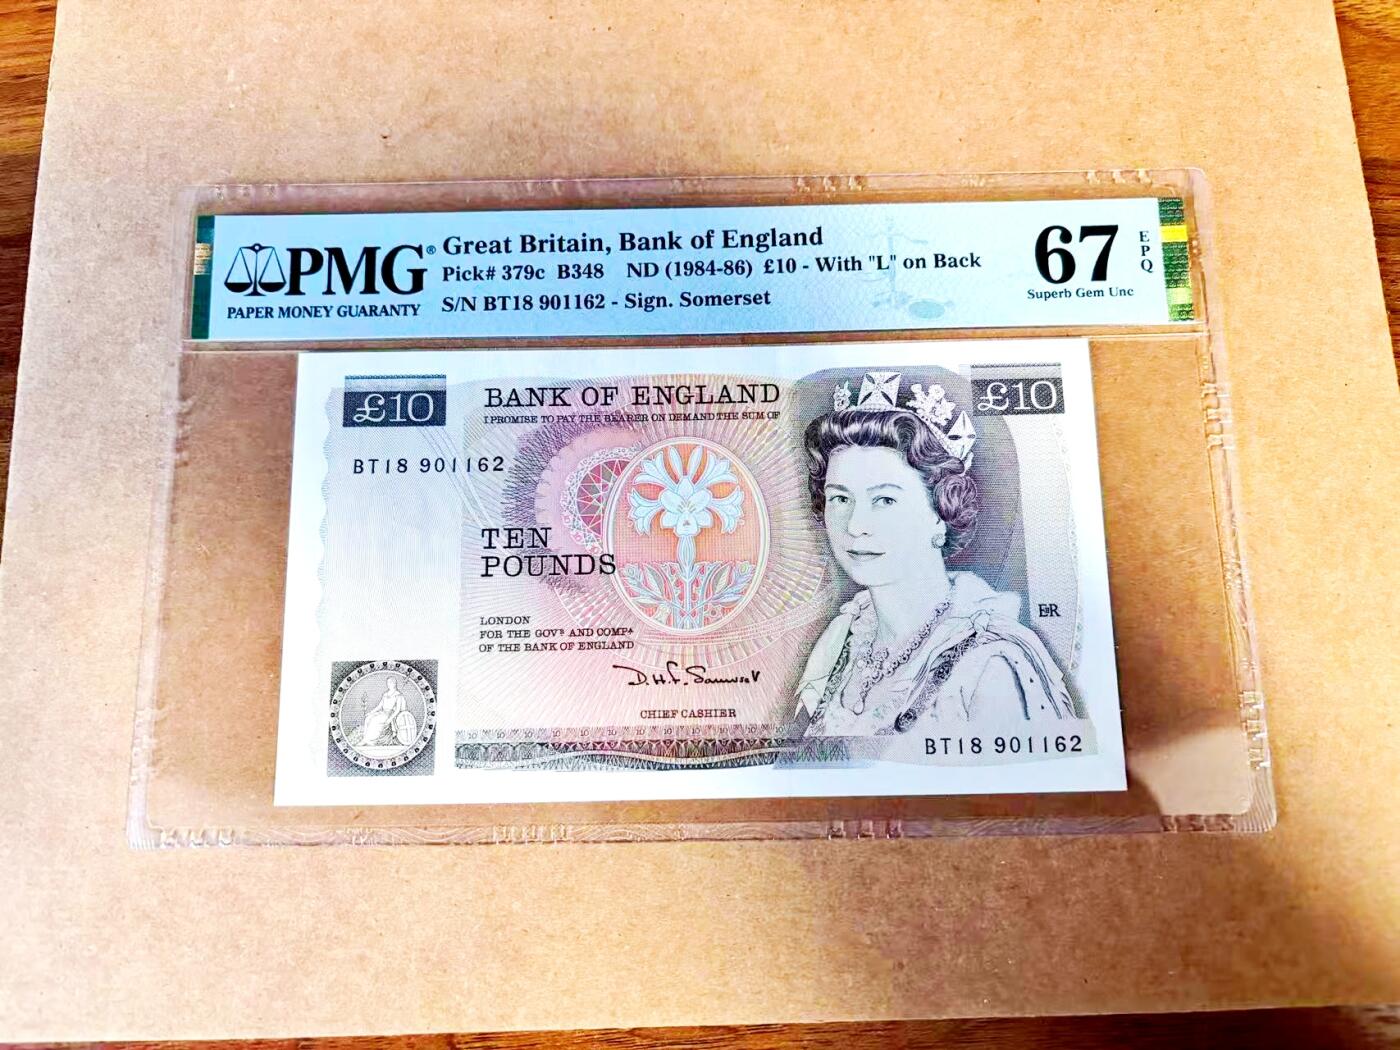 PMG®
PAPER MONEY GUARANTY
Great Britain, Bank of England
Pick# 379c B348 ND (1984-86) £10 - With "L" on Back
S/N BT18 901162 - Sign. Somerset
67
EPQ
Superb Gem Unc
£10
BANK OF ENGLAND
£10
I PROMISE TO PAY THE BEARER ON DEMAND THE SUM OF
BT18 901162
TEN
POUNDS
LONDON
FOR THE GOVR AND COMPA
OF THE BANK OF ENGLAND
D.H.F. Somerset
CHIEF CASHIER
EIIR
BT18 901162